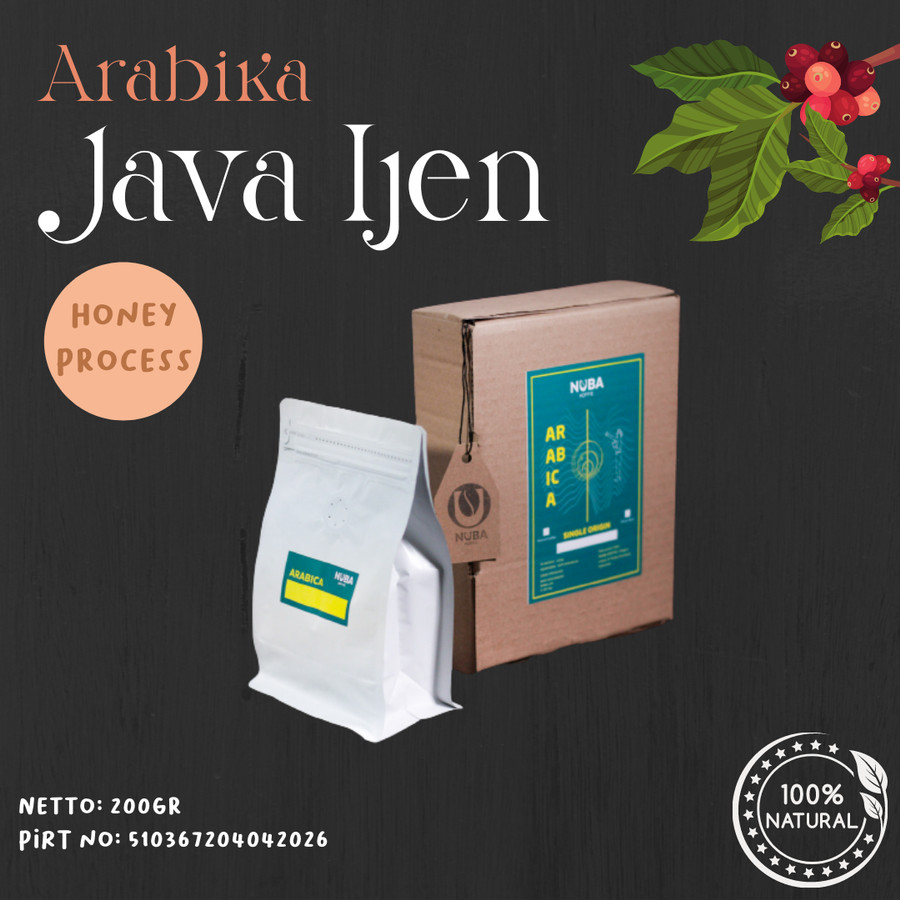 Arabika
Java Ijen
HONEY
PROCESS
NUBA
KOFFIE
AR
AB
IC
A
SINGLE ORIGIN
NUBA
ARABICA
NUBA
100%
NATURAL
NETTO: 200GR
PiRT NO: 510367204042026